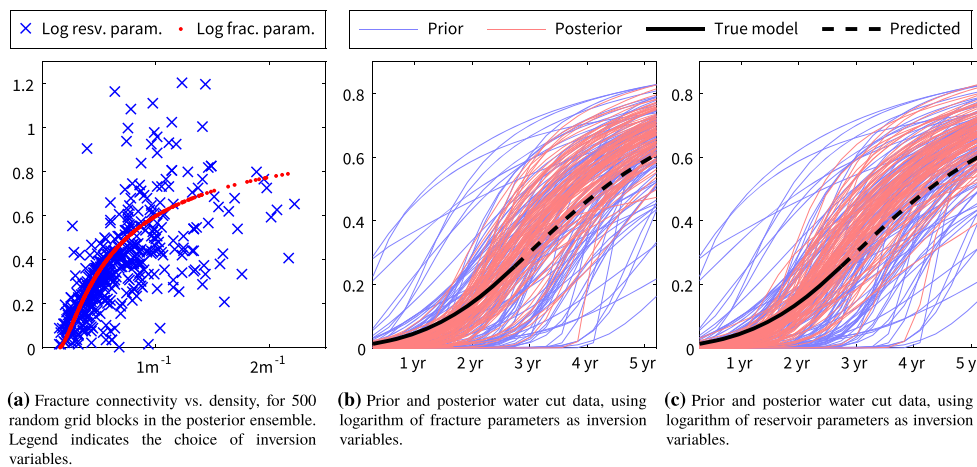 Log resv. param. Log frac. param.
Prior Posterior True model Predicted
1.2
1
0.8
0.6
0.4
0.2
0
1m⁻¹ 2m⁻¹
0.8
0.6
0.4
0.2
0
1 yr 2 yr 3 yr 4 yr 5 yr
0.8
0.6
0.4
0.2
0
1 yr 2 yr 3 yr 4 yr 5 y
(a) Fracture connectivity vs. density, for 500
random grid blocks in the posterior ensemble.
Legend indicates the choice of inversion
variables.
(b) Prior and posterior water cut data, using
logarithm of fracture parameters as inversion
variables.
(c) Prior and posterior water cut data, using
logarithm of reservoir parameters as inversion
variables.